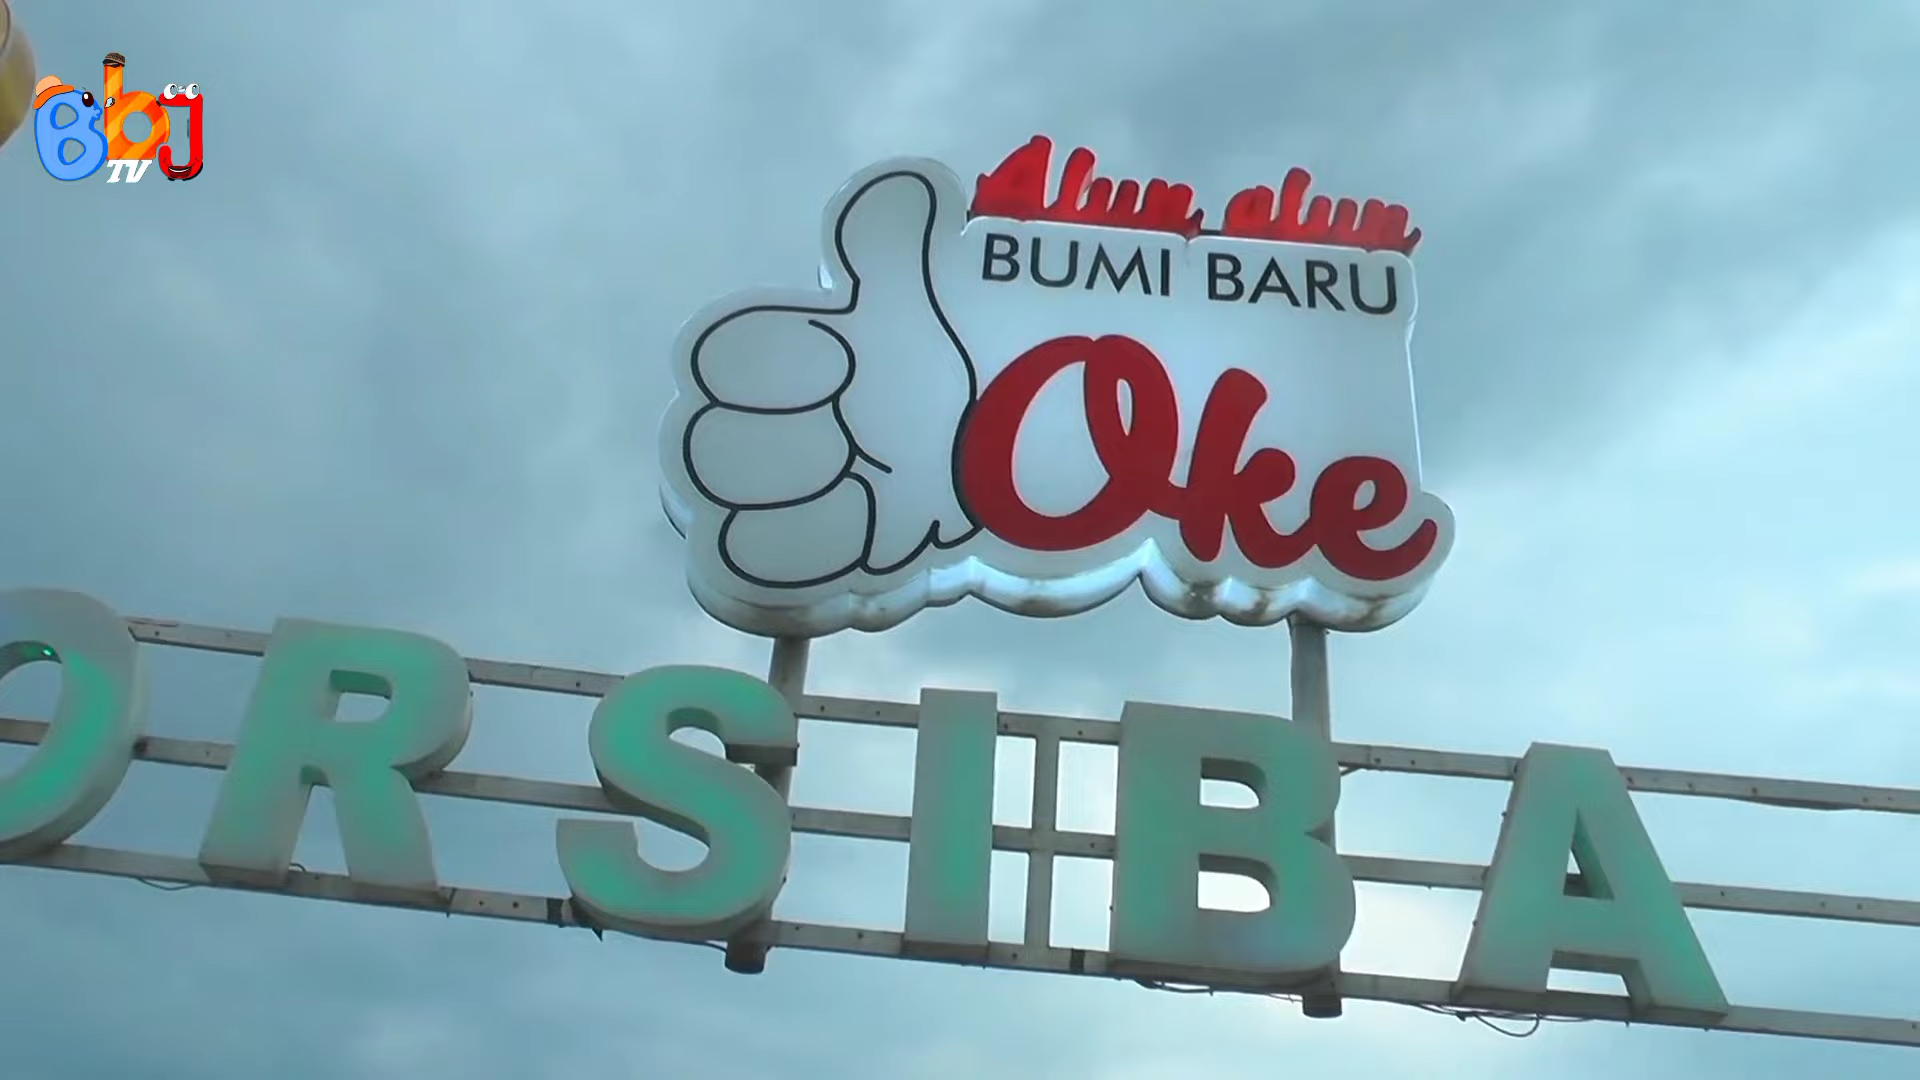 BbJ
TV
Alun alun
BUMI BARU
Oke
ORSIBA